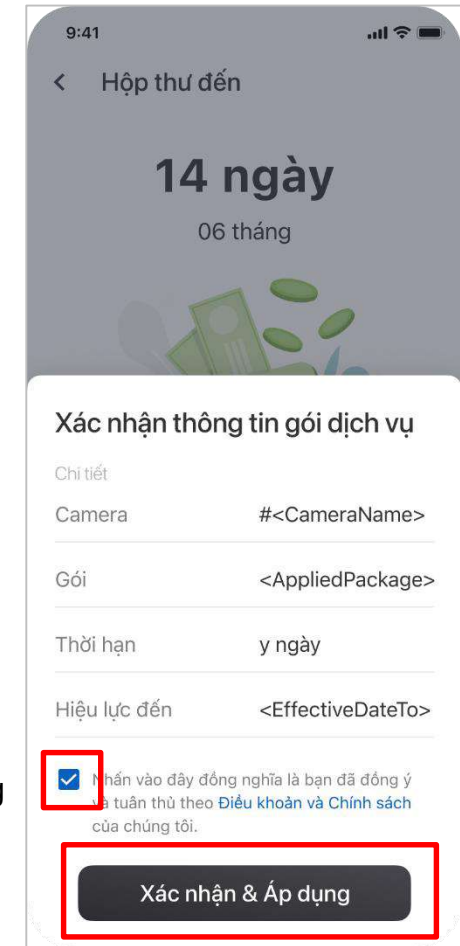 9:41
< Hộp thư đến
14 ngày
06 tháng
Xác nhận thông tin gói dịch vụ
Chi tiết
Camera #<CameraName>
Gói <AppliedPackage>
Thời hạn y ngày
Hiệu lực đến <EffectiveDateTo>
Nhấn vào đây đồng nghĩa là bạn đã đồng ý
và tuân thủ theo Điều khoản và Chính sách
của chúng tôi.
Xác nhận & Áp dụng